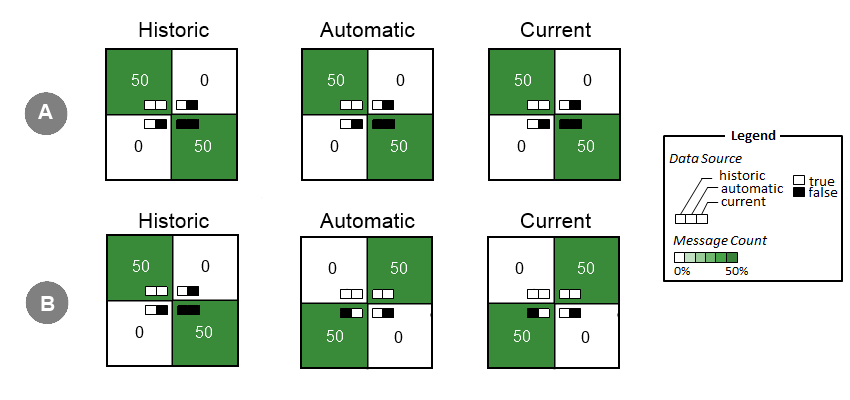 Historic Automatic Current
A
50 0 50 0 50 0
0 50 0 50 0 50
Historic Automatic Current
B
50 0 0 50 0 50
0 50 50 0 50 0
Legend
Data Source
historic
automatic
current
true
false
Message Count
0% 50%